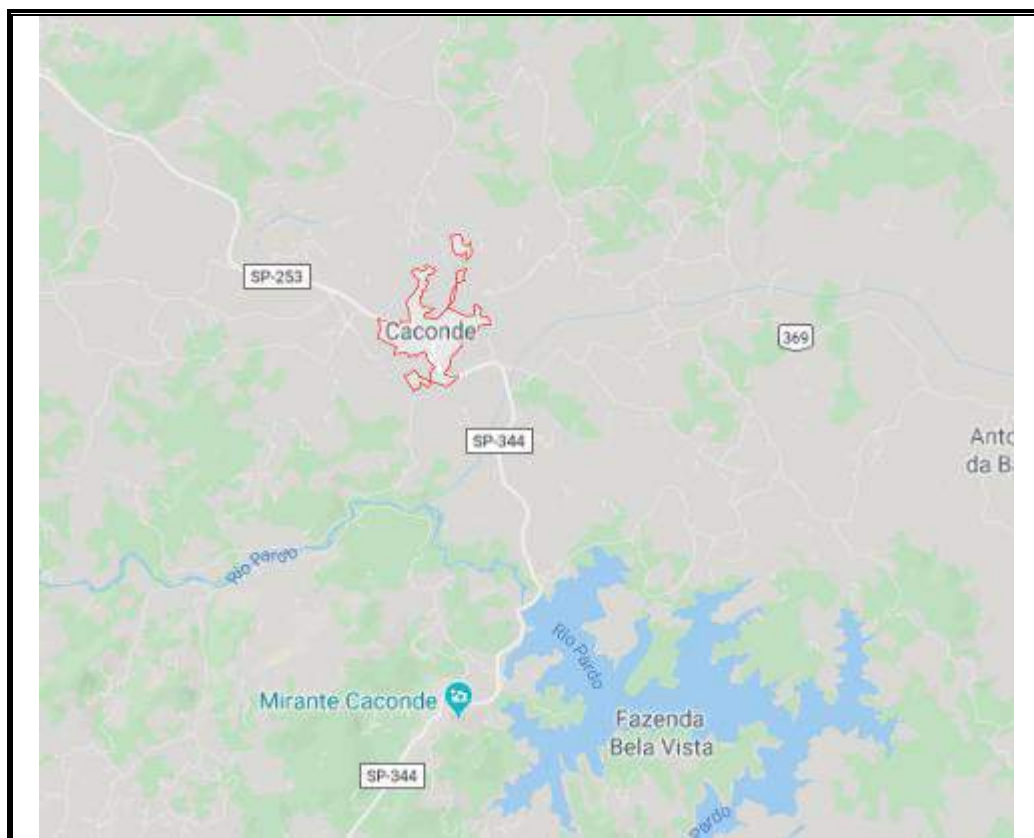 SP-253
Caconde
369
SP-344
Anto
da B
Rio Pardo
Rio Pardo
Mirante Caconde
Fazenda
Bela Vista
SP-344
Pardo